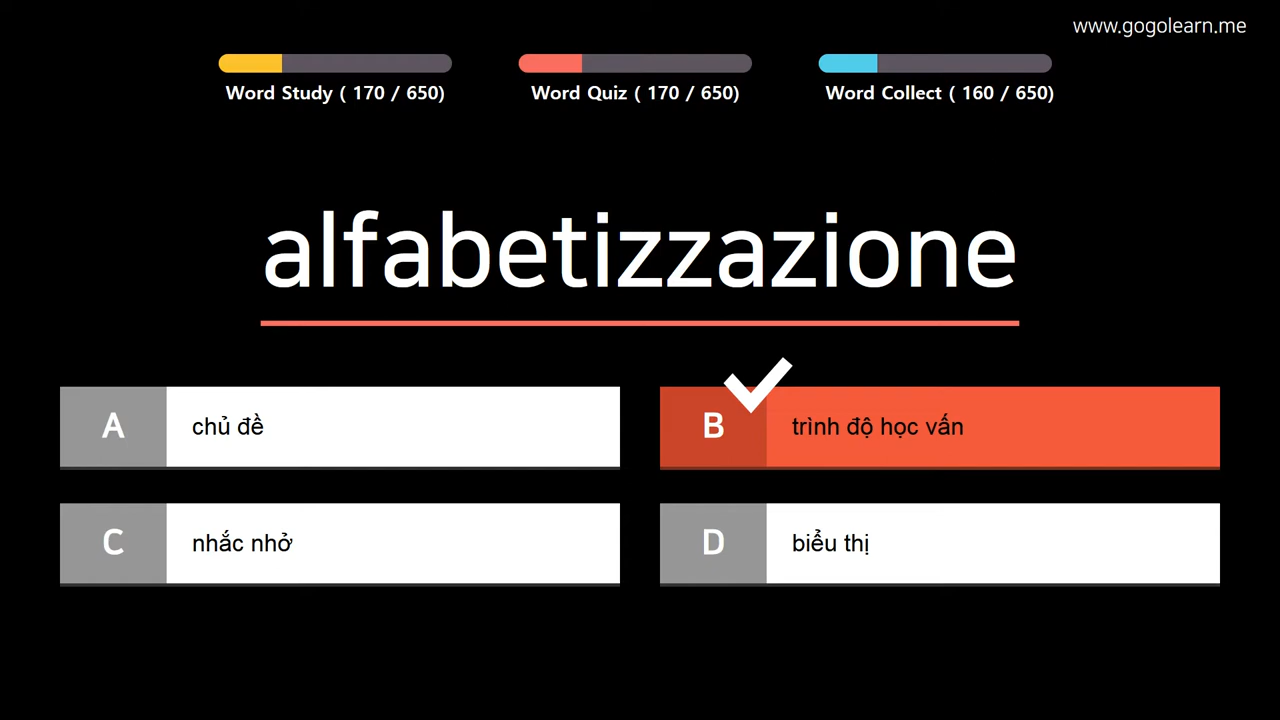 www.gogolearn.me
Word Study ( 170 / 650)
Word Quiz ( 170 / 650)
Word Collect ( 160 / 650)
alfabetizzazione
A chủ đề
B trình độ học vấn
C nhắc nhở
D biểu thị